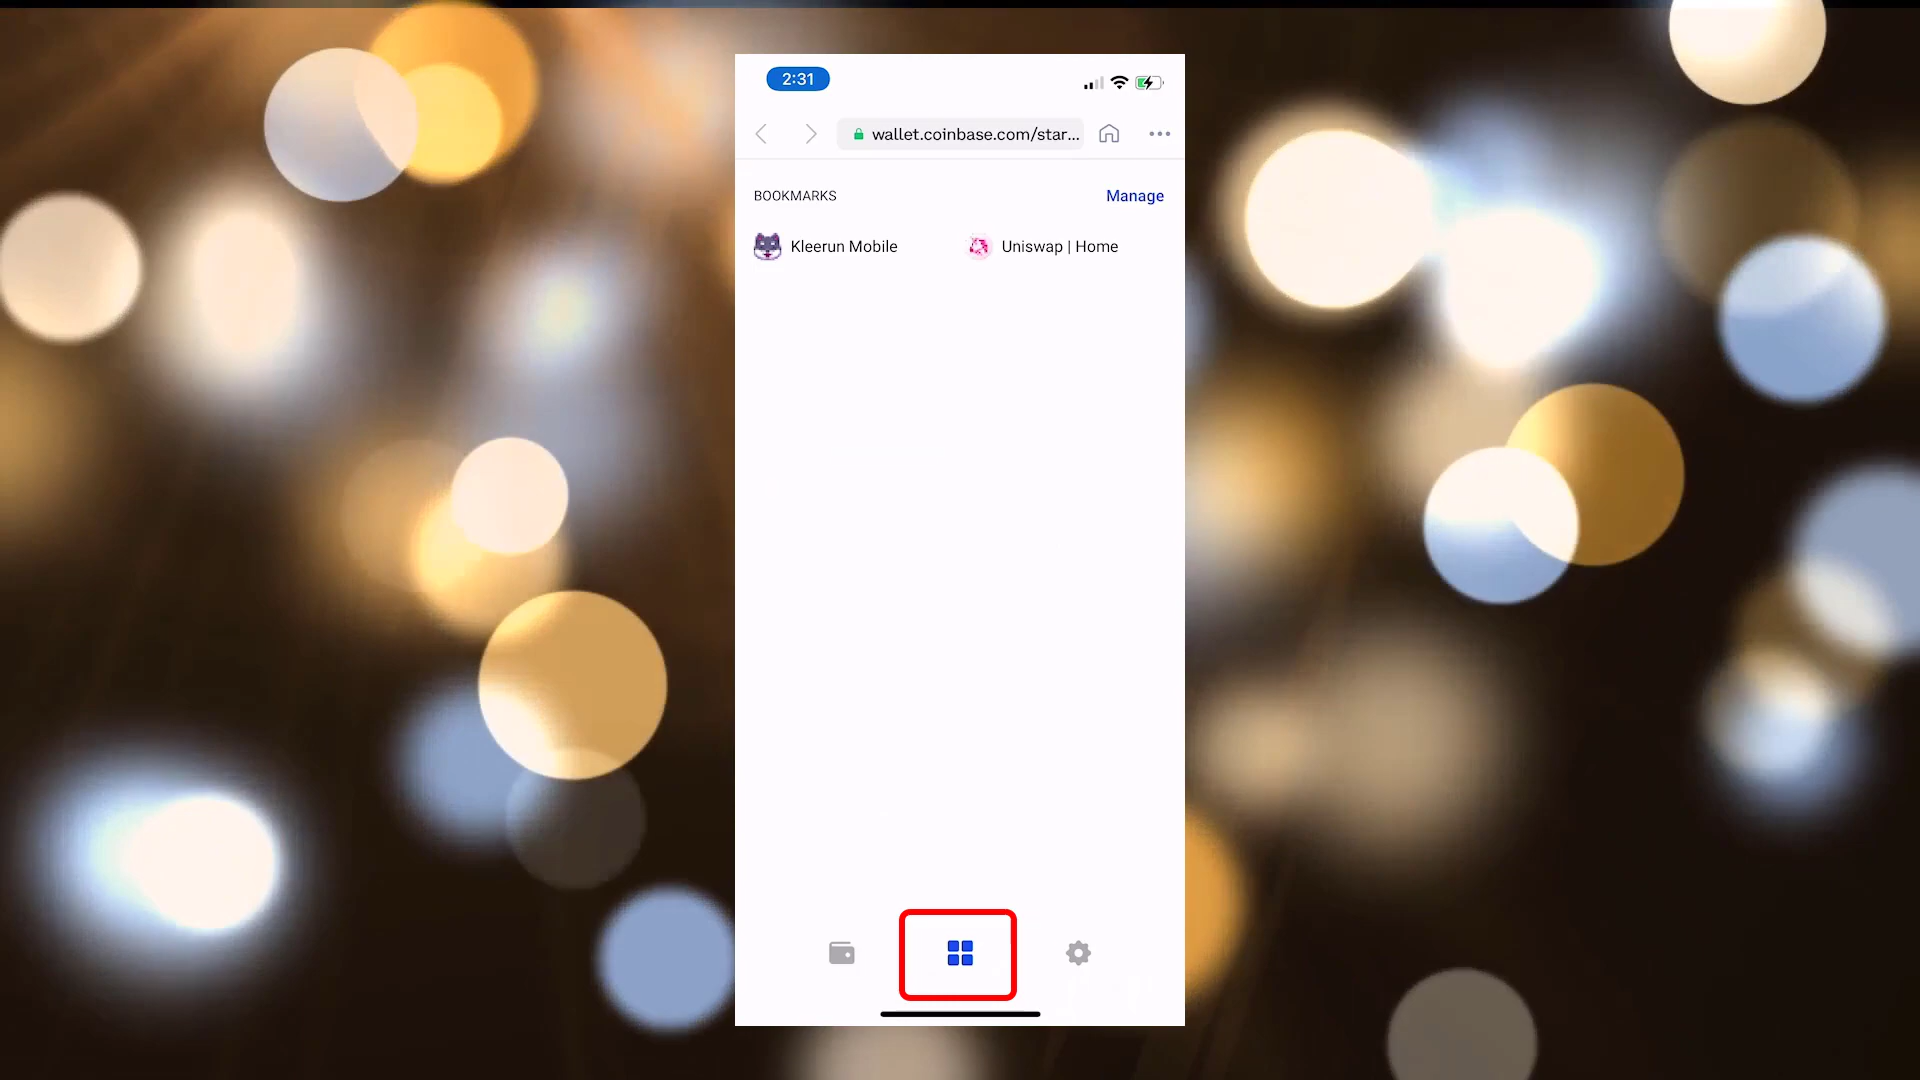 2:31
wallet.coinbase.com/star...
BOOKMARKS
Manage
Kleerun Mobile
Uniswap | Home